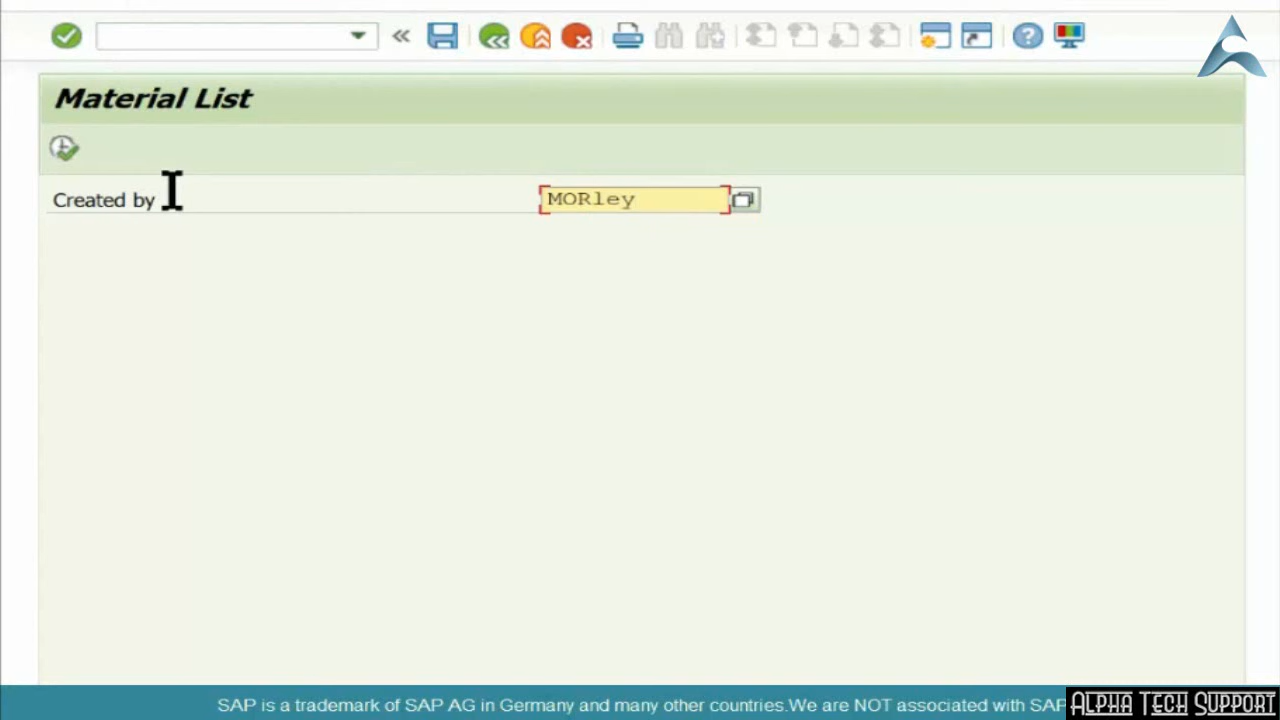 Material List
Created by
MORley
SAP is a trademark of SAP AG in Germany and many other countries.We are NOT associated with SAP
ALPHA TECH SUPPORT